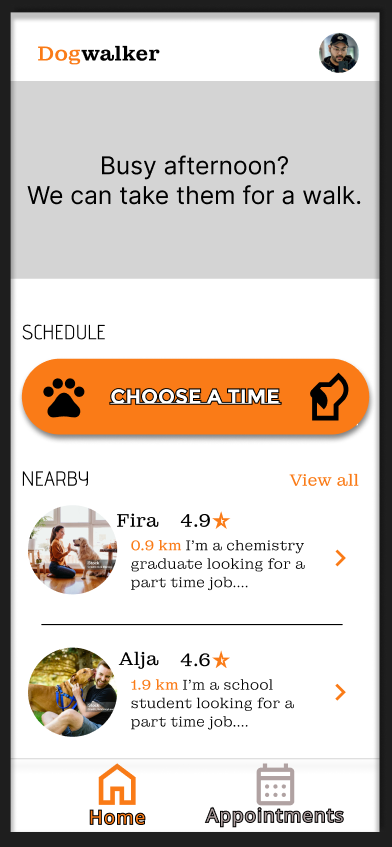 Dogwalker
Busy afternoon?
We can take them for a walk.
SCHEDULE
CHOOSE A TIME
NEARBY View all
Fira 4.9
0.9 km I'm a chemistry
graduate looking for a
part time job....
iStock
Alja 4.6
1.9 km I'm a school
student looking for a
part time job....
Home Appointments